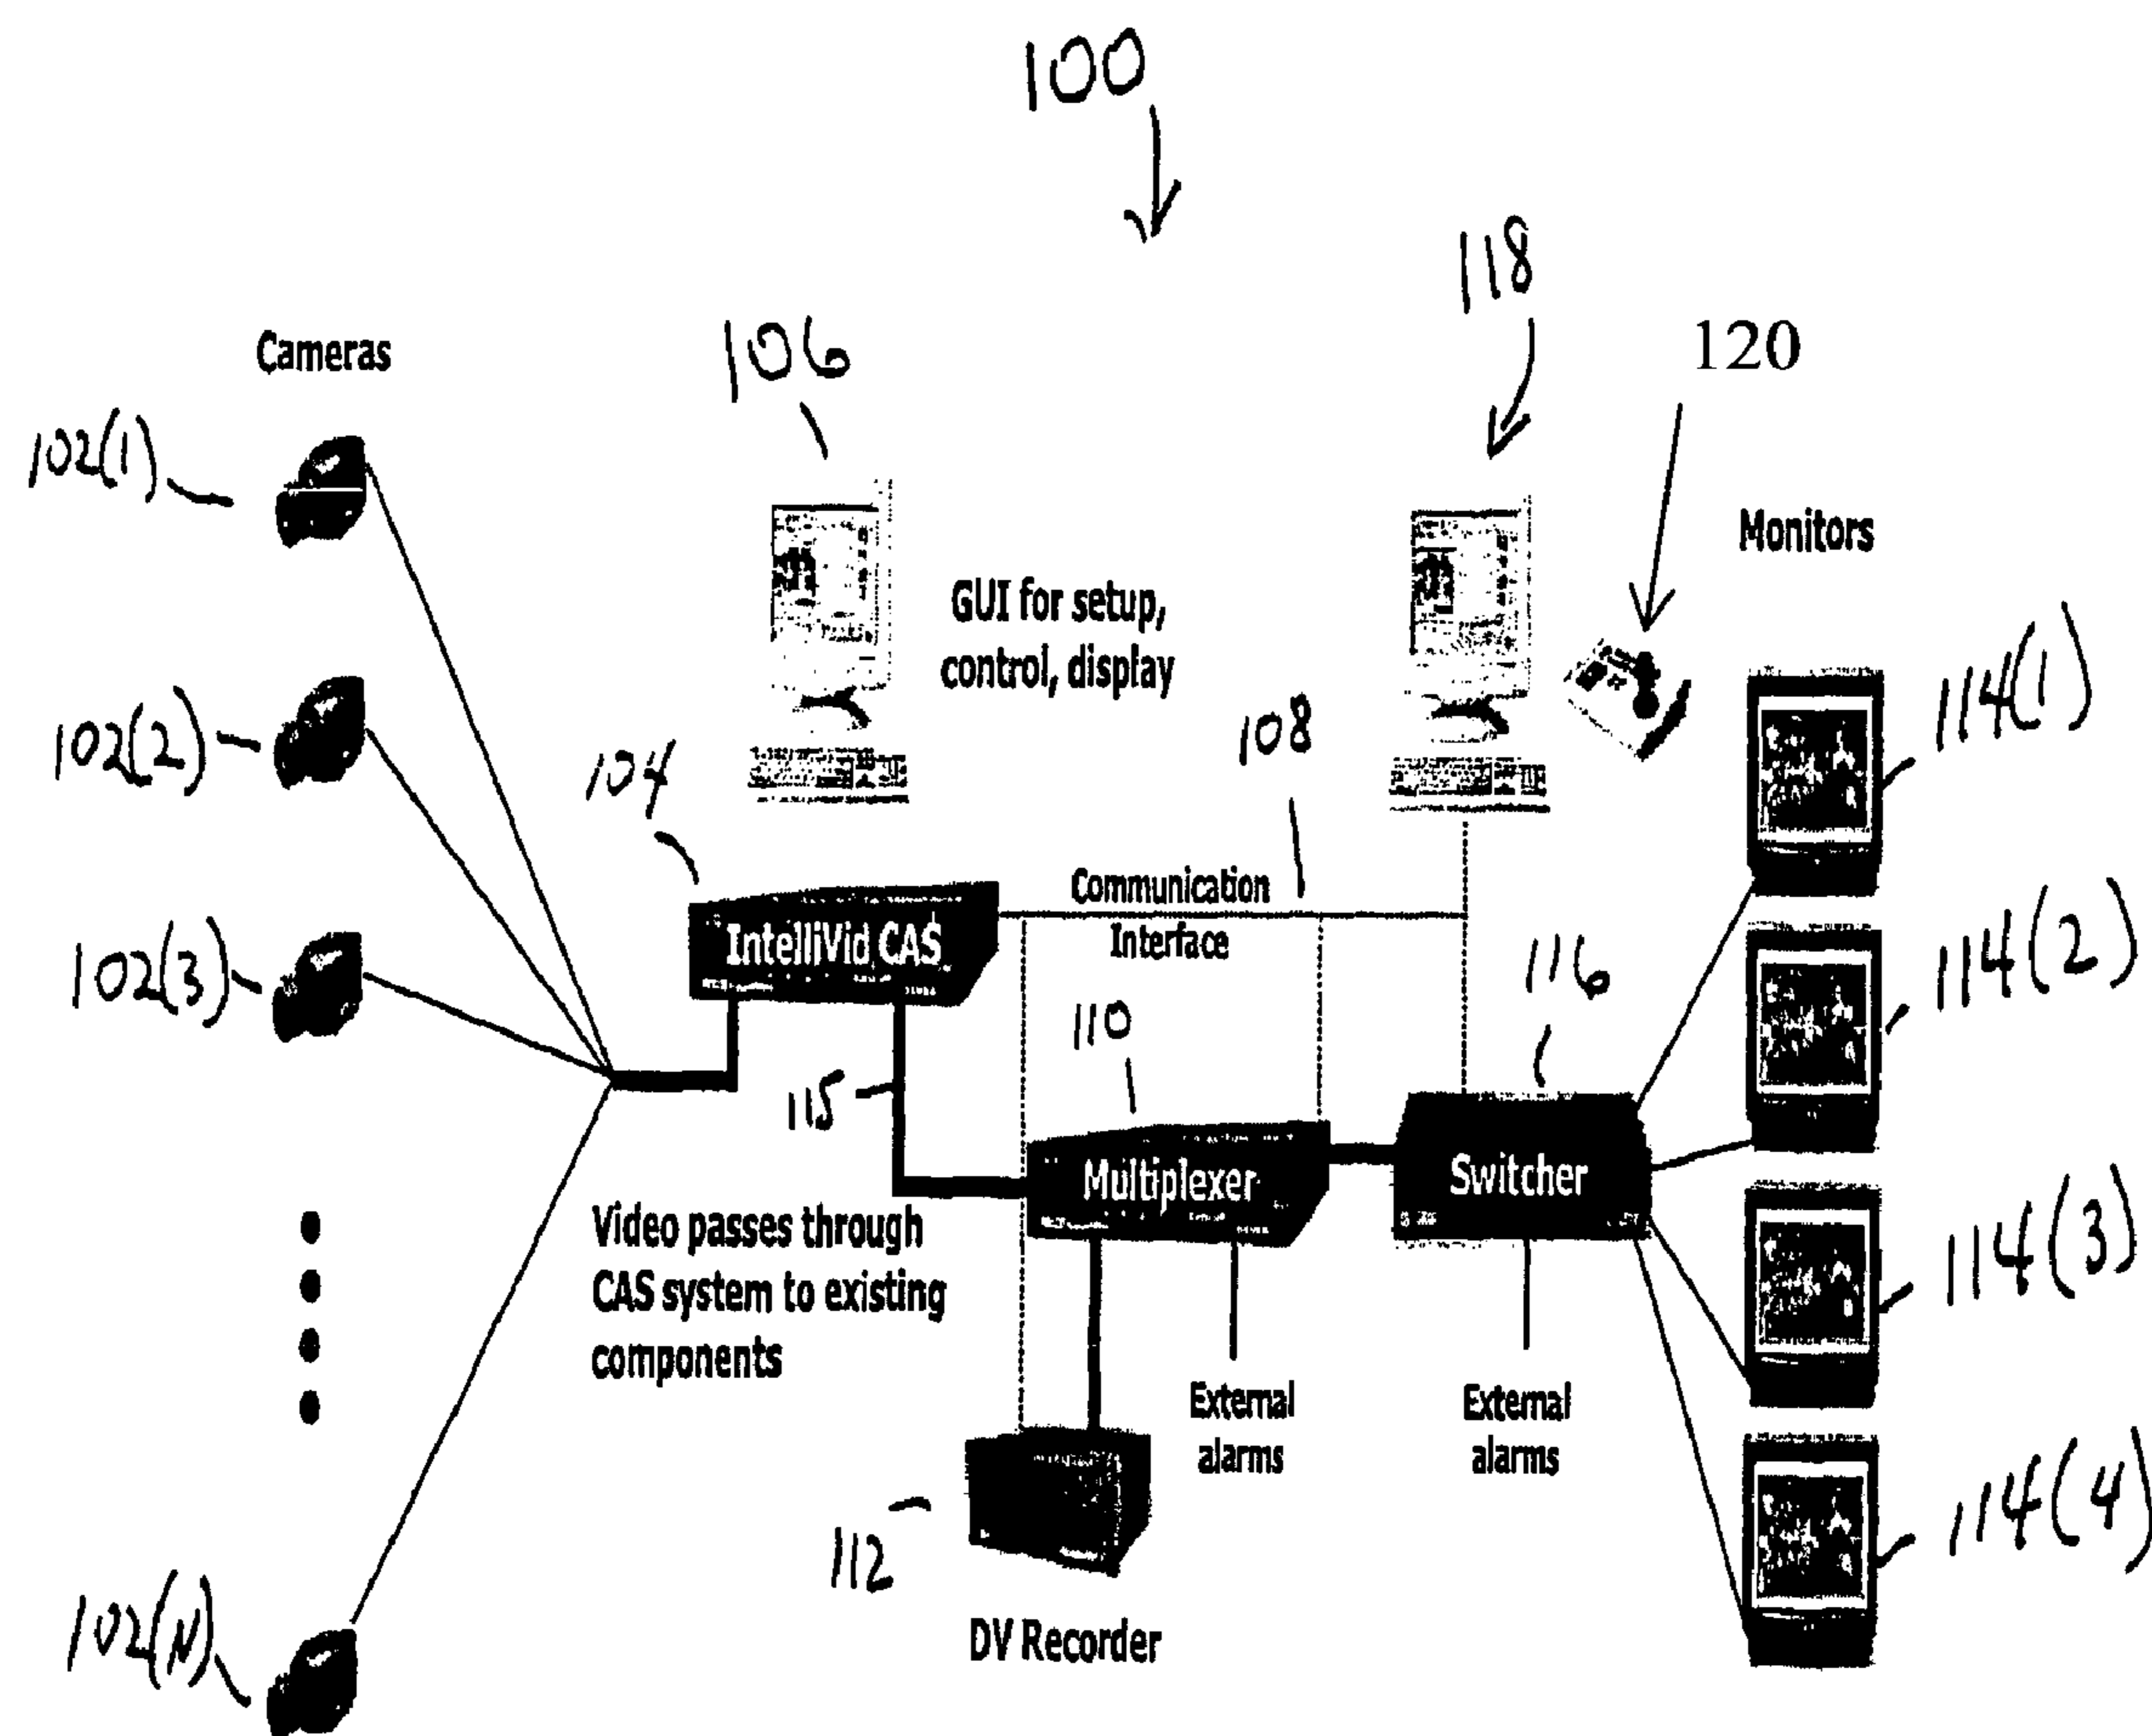 100
118
120
Cameras
106
102(1)
Monitors
GUI for setup,
control, display
114(1)
102(2)
108
104
Communication
Interface
IntelliVid CAS
114(2)
102(3)
116
110
115
Multiplexer
Switcher
114(3)
Video passes through
CAS system to existing
components
External
alarms
External
alarms
112
114(4)
DV Recorder
102(N)